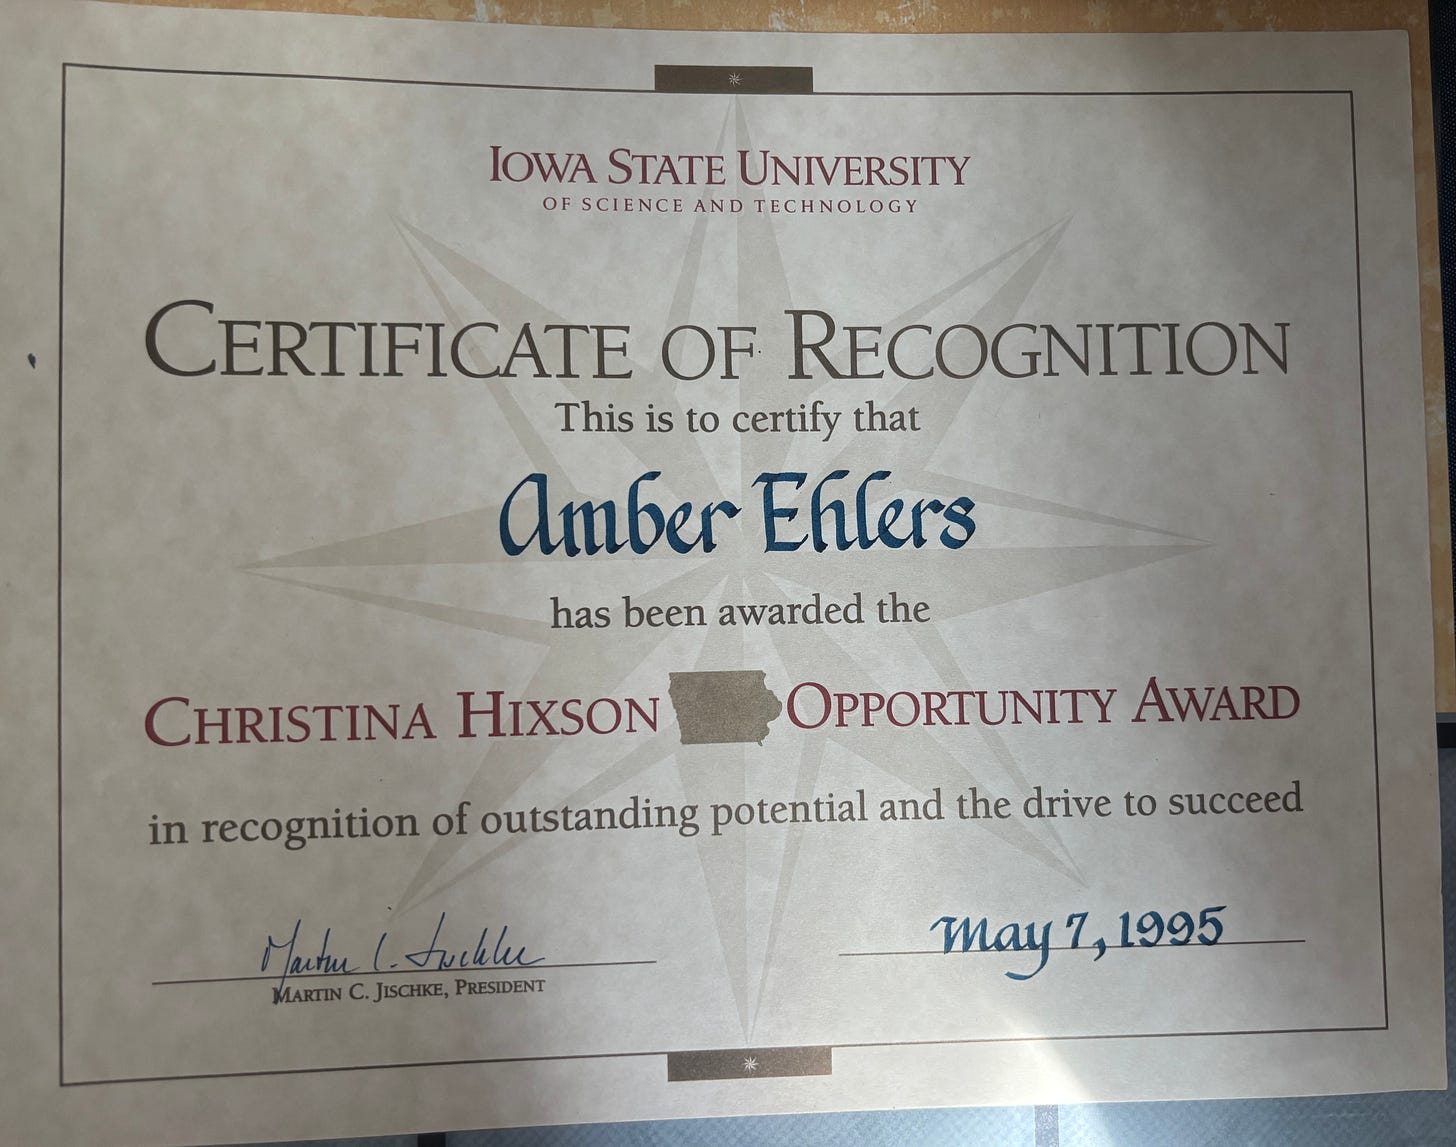 IOWA STATE UNIVERSITY
OF SCIENCE AND TECHNOLOGY
CERTIFICATE OF RECOGNITION
This is to certify that
Amber Ehlers
has been awarded the
CHRISTINA HIXSON OPPORTUNITY AWARD
in recognition of outstanding potential and the drive to succeed
Martin C. Jischke May 7, 1995
MARTIN C. JISCHKE, PRESIDENT